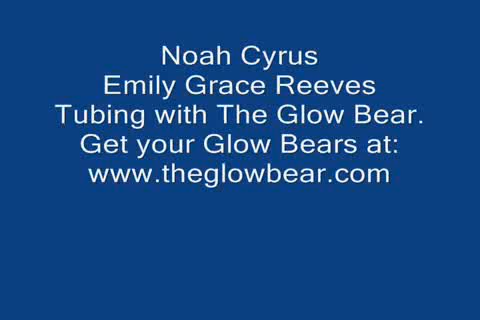 Noah Cyrus
Emily Grace Reeves
Tubing with The Glow Bear.
Get your Glow Bears at:
www.theglowbear.com